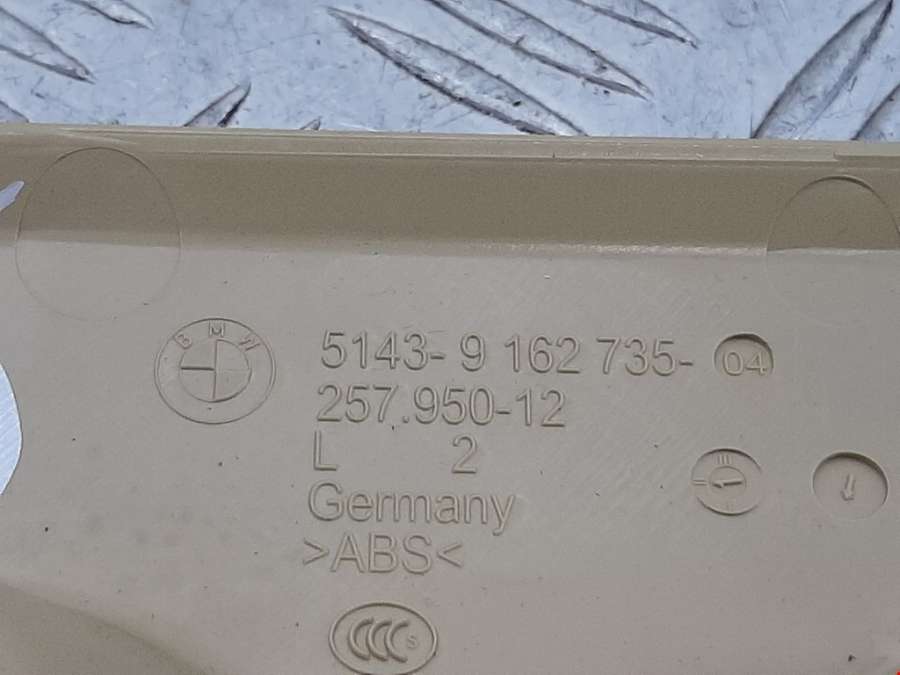 BMW
5143- 9 162 735- 04
257.950-12
L 2
Germany
>ABS<
CCC S